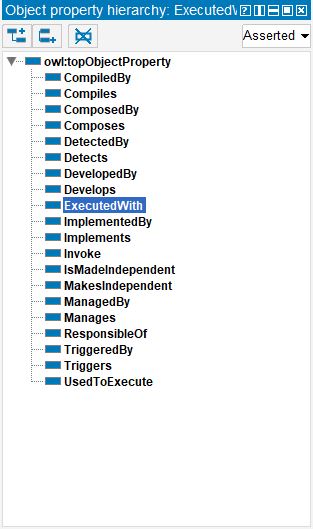 Object property hierarchy: ExecutedW
Asserted
owl:topObjectProperty
CompiledBy
Compiles
ComposedBy
Composes
DetectedBy
Detects
DevelopedBy
Develops
ExecutedWith
ImplementedBy
Implements
Invoke
IsMadeIndependent
MakesIndependent
ManagedBy
Manages
ResponsibleOf
TriggeredBy
Triggers
UsedToExecute